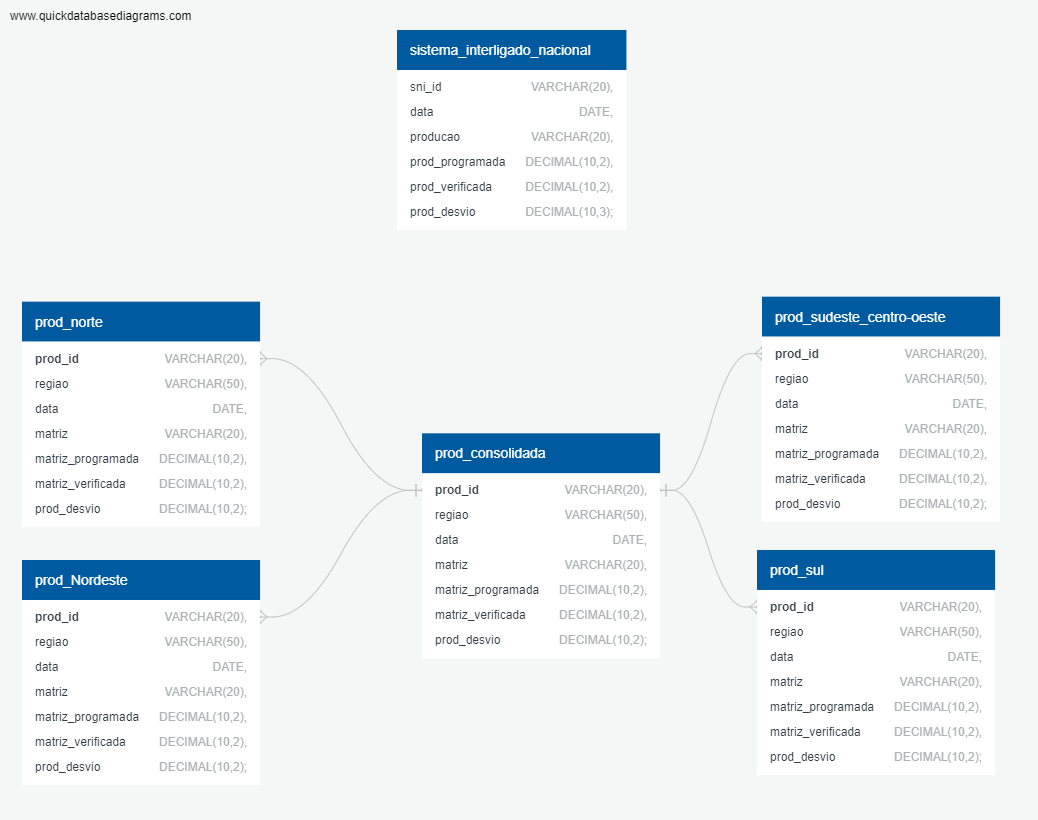 www.quickdatabasediagrams.com
sistema_interligado_nacional
sni_id VARCHAR(20),
data DATE,
producao VARCHAR(20),
prod_programada DECIMAL(10,2),
prod_verificada DECIMAL(10,2),
prod_desvio DECIMAL(10,3);
prod_norte
prod_id VARCHAR(20),
regiao VARCHAR(50),
data DATE,
matriz VARCHAR(20),
matriz_programada DECIMAL(10,2),
matriz_verificada DECIMAL(10,2),
prod_desvio DECIMAL(10,2);
prod_sudeste_centro-oeste
prod_id VARCHAR(20),
regiao VARCHAR(50),
data DATE,
matriz VARCHAR(20),
matriz_programada DECIMAL(10,2),
matriz_verificada DECIMAL(10,2),
prod_desvio DECIMAL(10,2);
prod_consolidada
prod_id VARCHAR(20),
regiao VARCHAR(50),
data DATE,
matriz VARCHAR(20),
matriz_programada DECIMAL(10,2),
matriz_verificada DECIMAL(10,2),
prod_desvio DECIMAL(10,2);
prod_Nordeste
prod_id VARCHAR(20),
regiao VARCHAR(50),
data DATE,
matriz VARCHAR(20),
matriz_programada DECIMAL(10,2),
matriz_verificada DECIMAL(10,2),
prod_desvio DECIMAL(10,2);
prod_sul
prod_id VARCHAR(20),
regiao VARCHAR(50),
data DATE,
matriz VARCHAR(20),
matriz_programada DECIMAL(10,2),
matriz_verificada DECIMAL(10,2),
prod_desvio DECIMAL(10,2);